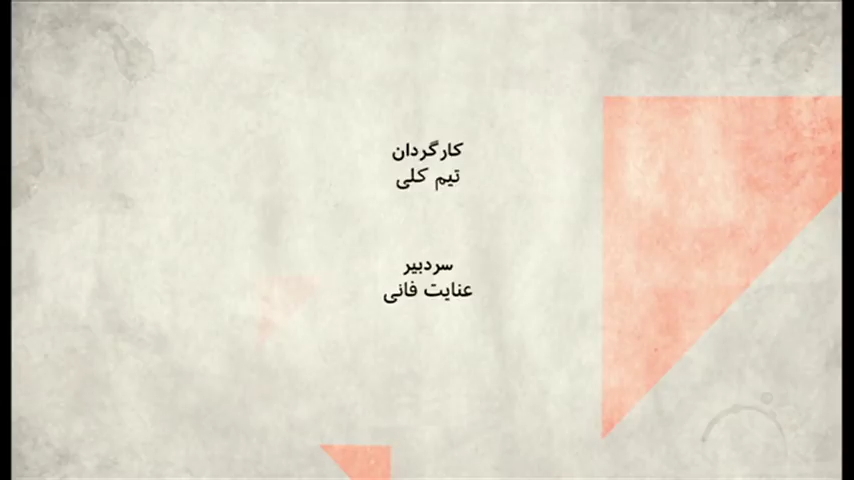 کارگردان
تیم کلی
سردبیر
عنایت فانی